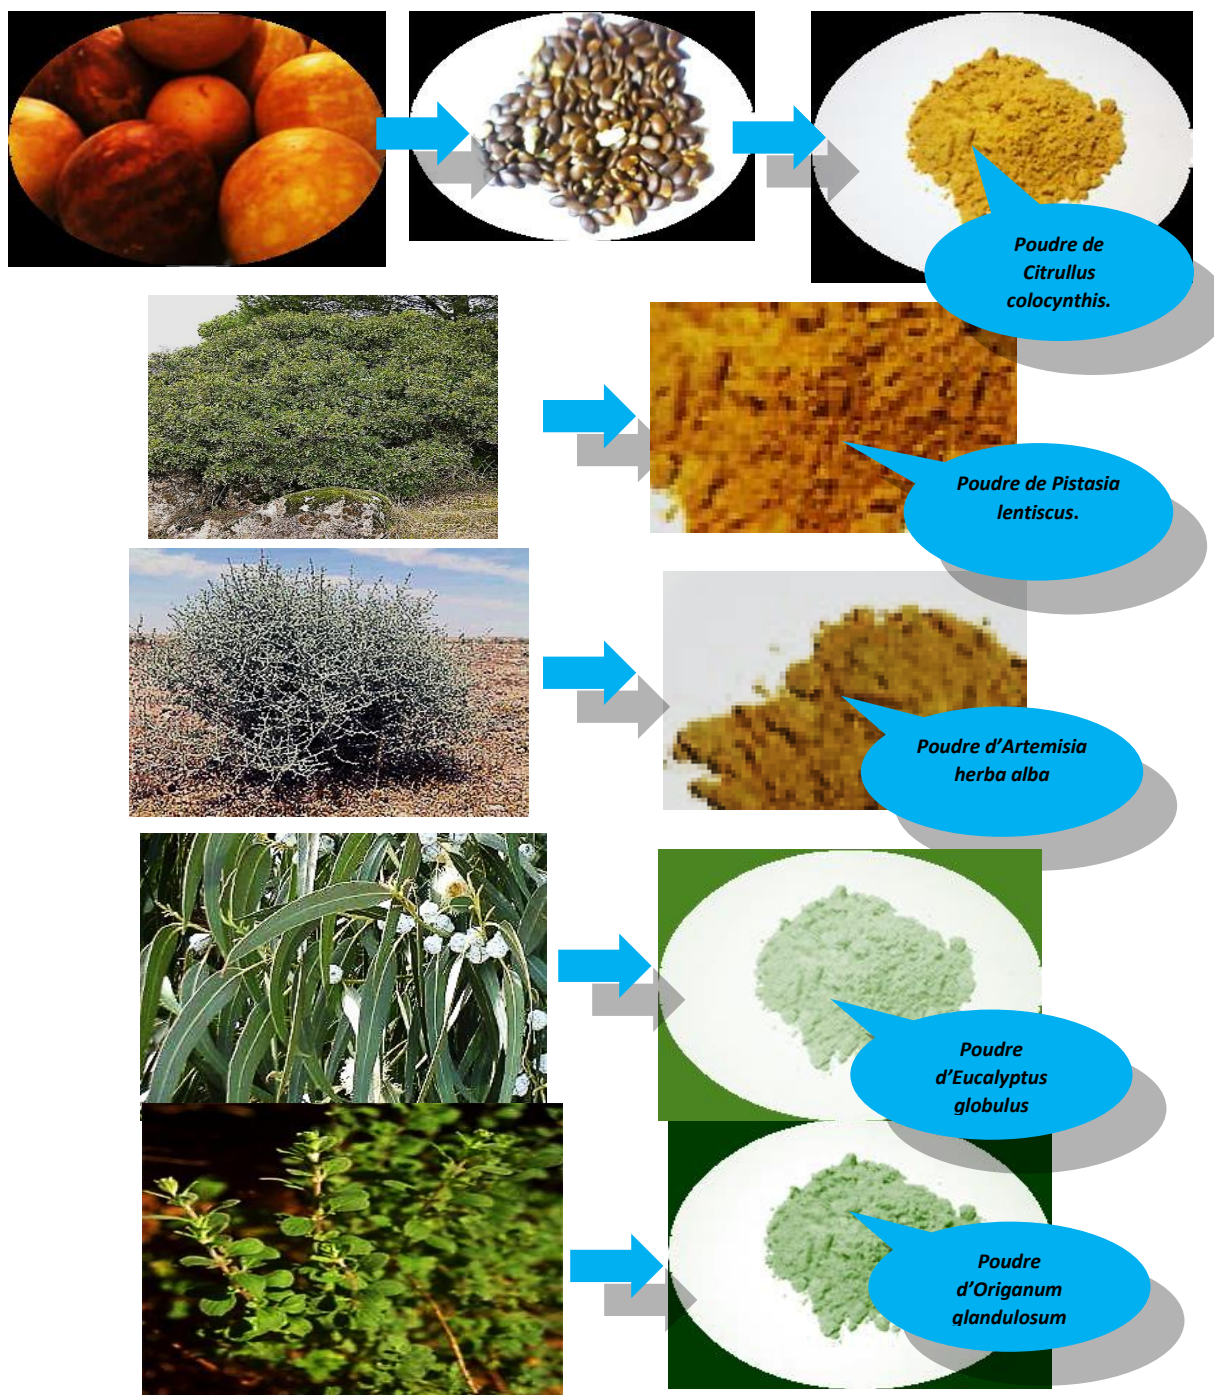 Poudre de
Citrullus
colocynthis.
Poudre de Pistasia
lentiscus.
Poudre d’Artemisia
herba alba
Poudre
d’Eucalyptus
globulus
Poudre
d’Origanum
glandulosum